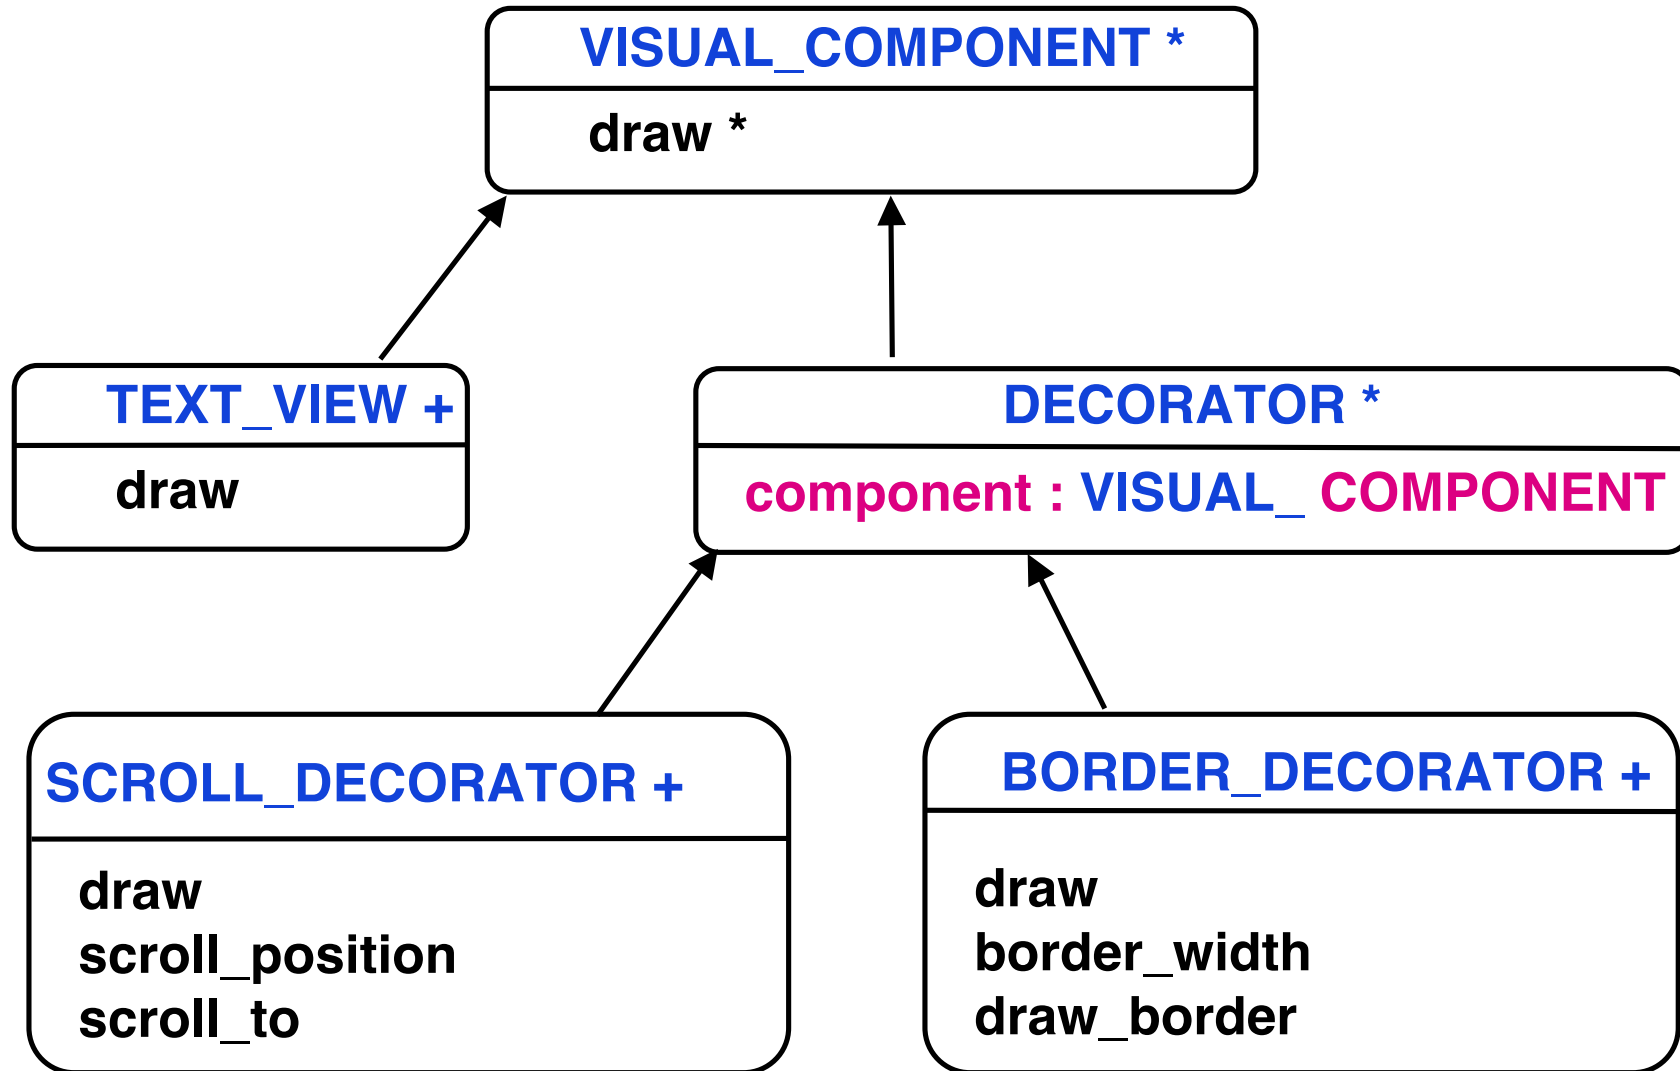 VISUAL_COMPONENT *
draw *
TEXT_VIEW +
draw
DECORATOR *
component : VISUAL_ COMPONENT
SCROLL_DECORATOR +
draw
scroll_position
scroll_to
BORDER_DECORATOR +
draw
border_width
draw_border